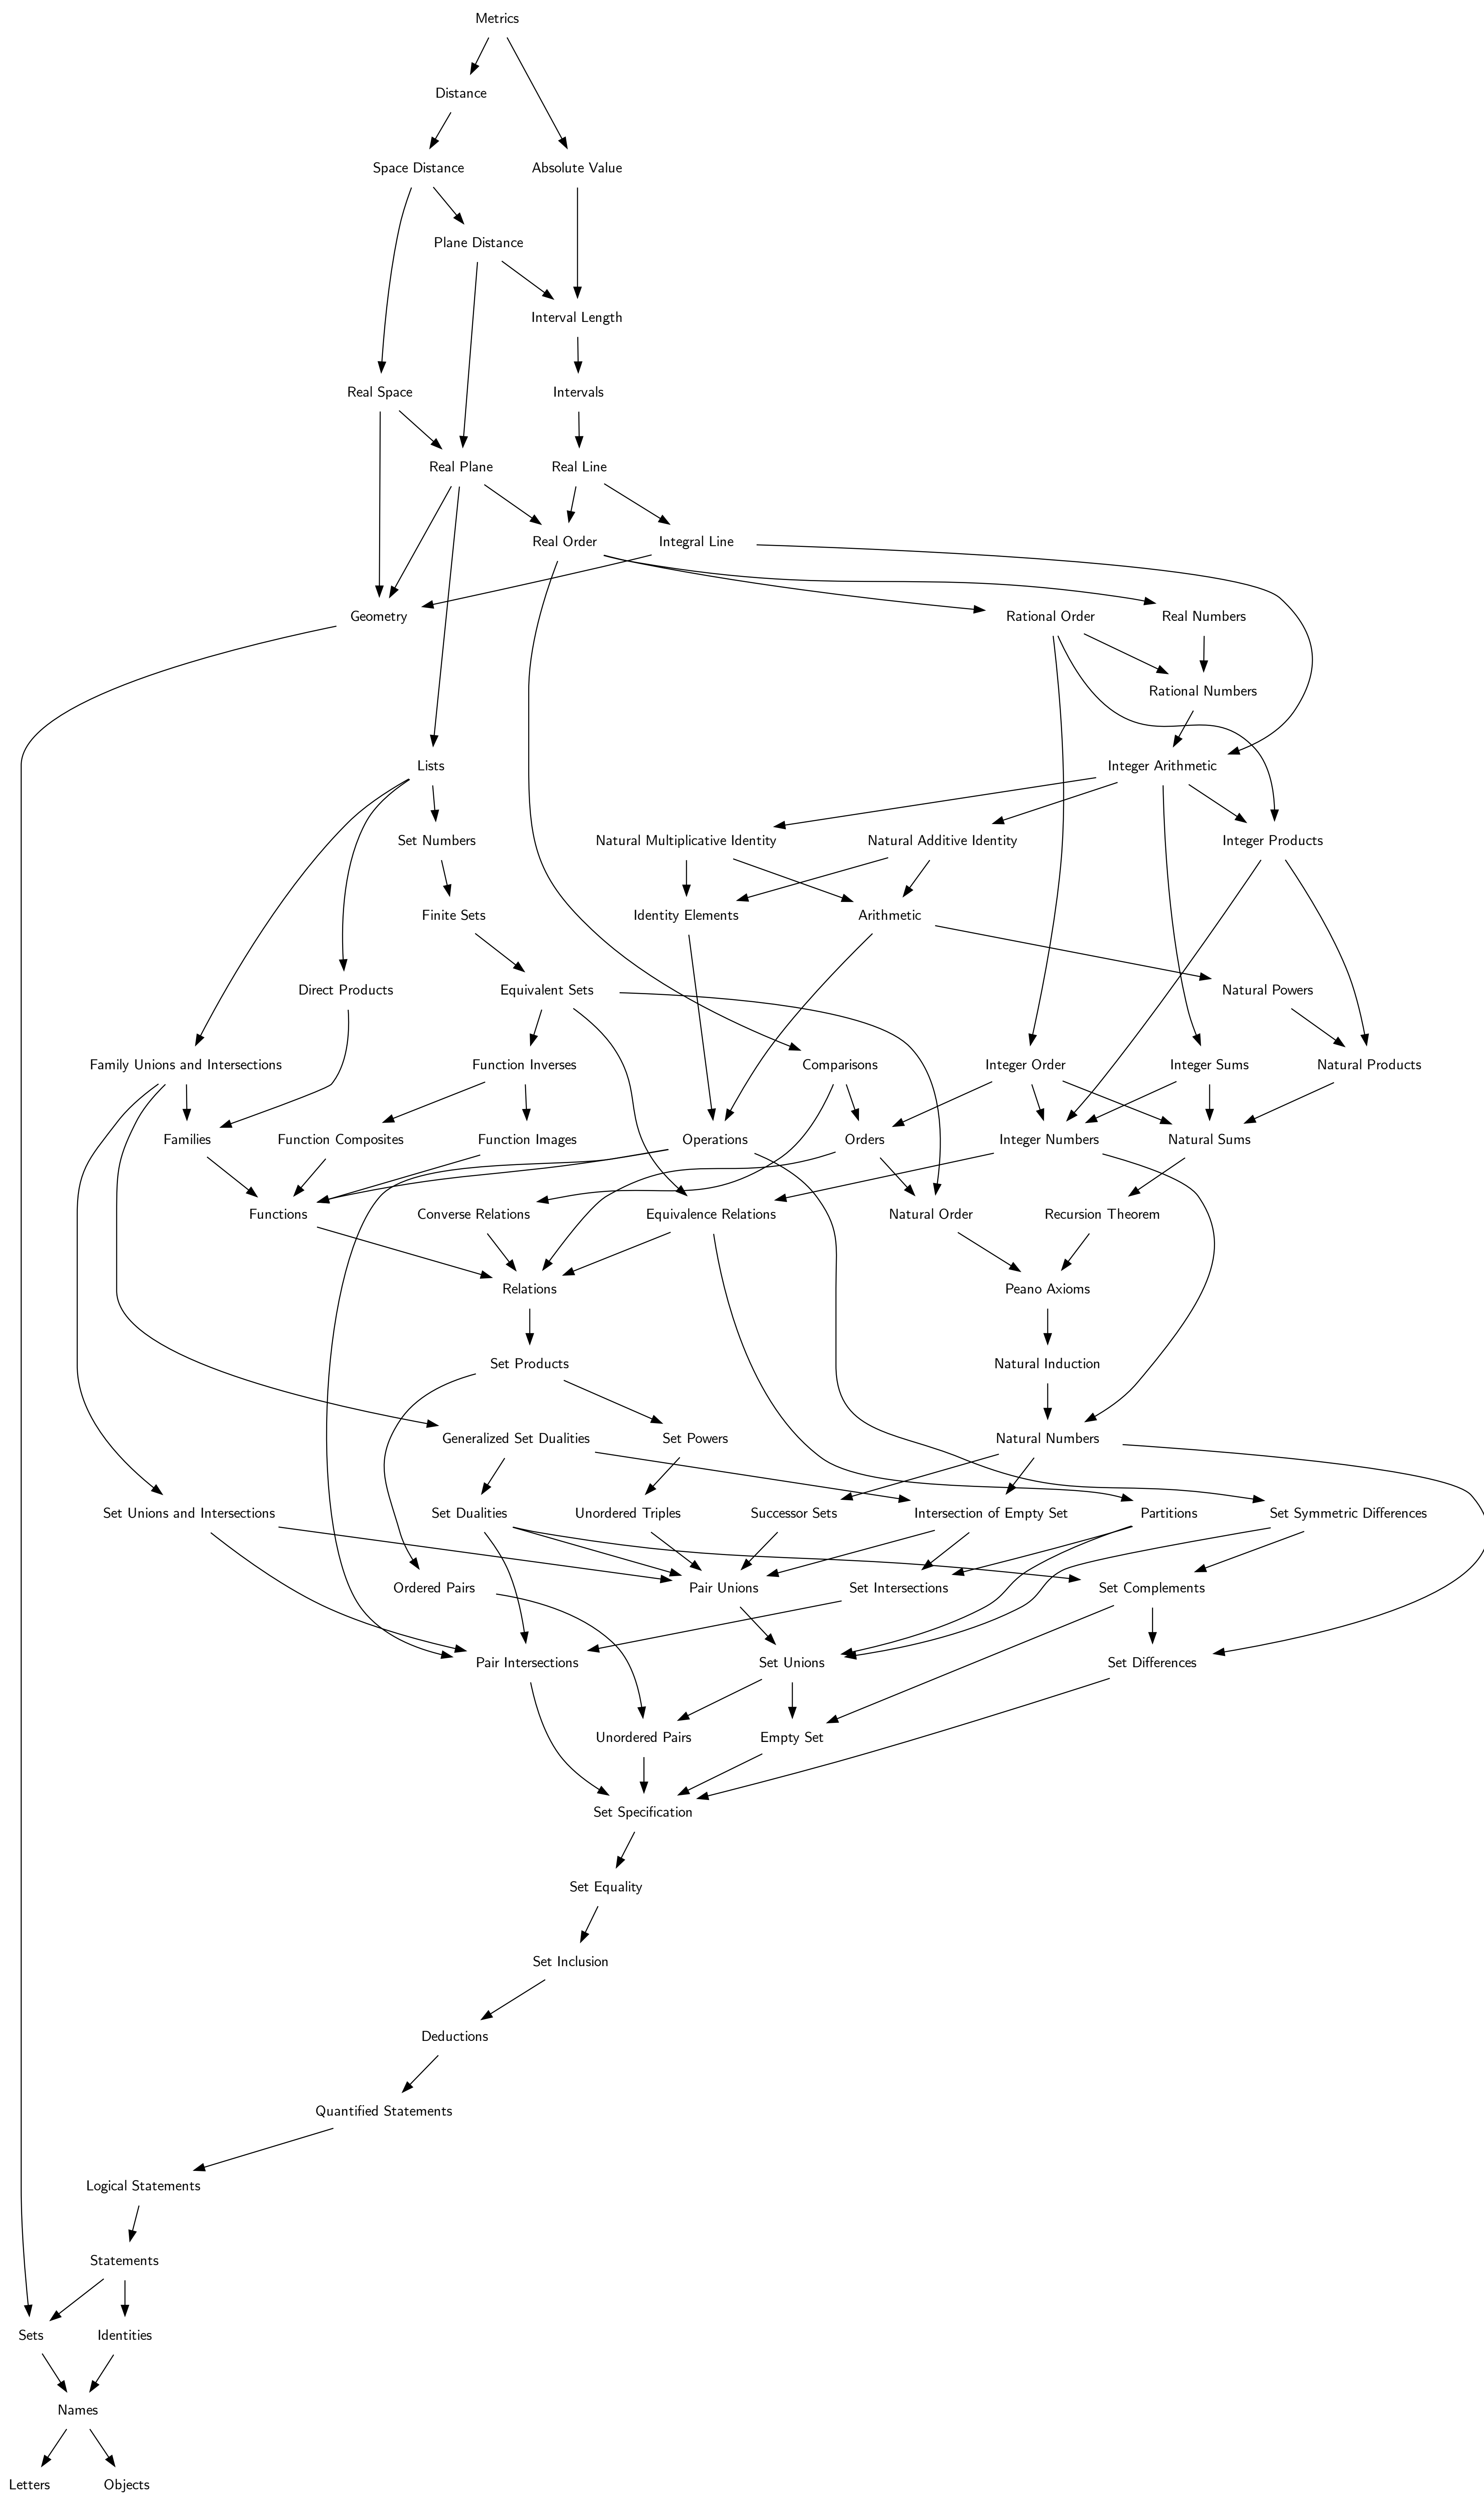 Metrics
Distance
Space Distance
Absolute Value
Plane Distance
Interval Length
Real Space
Intervals
Real Plane
Real Line
Real Order
Integral Line
Geometry
Rational Order
Real Numbers
Rational Numbers
Lists
Integer Arithmetic
Set Numbers
Natural Multiplicative Identity
Natural Additive Identity
Integer Products
Finite Sets
Identity Elements
Arithmetic
Direct Products
Equivalent Sets
Natural Powers
Family Unions and Intersections
Function Inverses
Comparisons
Integer Order
Integer Sums
Natural Products
Families
Function Composites
Function Images
Operations
Orders
Integer Numbers
Natural Sums
Functions
Converse Relations
Equivalence Relations
Natural Order
Recursion Theorem
Relations
Peano Axioms
Set Products
Natural Induction
Generalized Set Dualities
Set Powers
Natural Numbers
Set Unions and Intersections
Set Dualities
Unordered Triples
Successor Sets
Intersection of Empty Set
Partitions
Set Symmetric Differences
Ordered Pairs
Pair Unions
Set Intersections
Set Complements
Pair Intersections
Set Unions
Set Differences
Unordered Pairs
Empty Set
Set Specification
Set Equality
Set Inclusion
Deductions
Quantified Statements
Logical Statements
Statements
Sets
Identities
Names
Letters
Objects